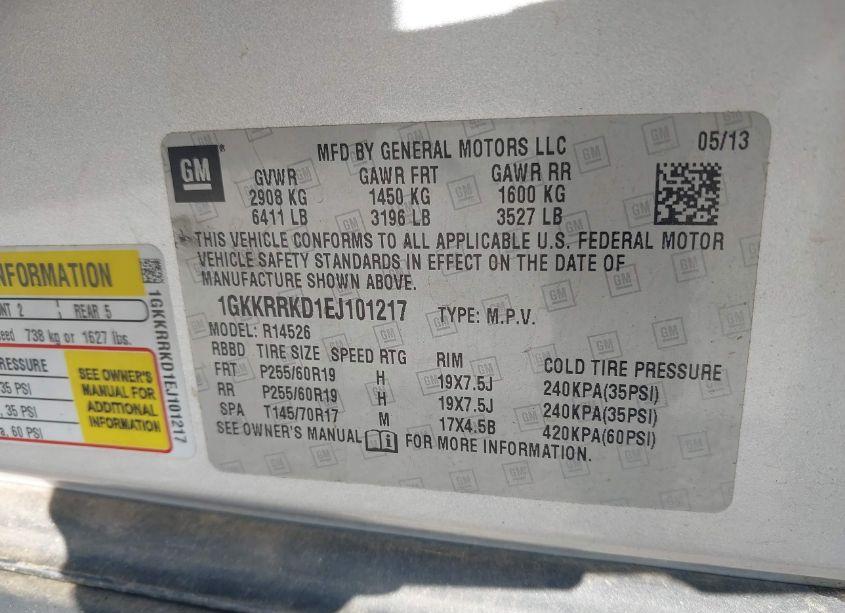 GM
MFD BY GENERAL MOTORS LLC
05/13
GVWR GAWR FRT GAWR RR
2908 KG 1450 KG 1600 KG
6411 LB 3196 LB 3527 LB
THIS VEHICLE CONFORMS TO ALL APPLICABLE U.S. FEDERAL MOTOR
VEHICLE SAFETY STANDARDS IN EFFECT ON THE DATE OF
MANUFACTURE SHOWN ABOVE.
1GKKRRKD1EJ101217 TYPE: M.P.V.
MODEL: R14526
RBBD TIRE SIZE SPEED RTG RIM COLD TIRE PRESSURE
FRT P255/60R19 H 19X7.5J 240KPA(35PSI)
RR P255/60R19 H 19X7.5J 240KPA(35PSI)
SPA T145/70R17 M 17X4.5B 420KPA(60PSI)
SEE OWNER'S MANUAL FOR MORE INFORMATION.
INFORMATION
NT 2 REAR 5
eed 738 kg or 1627 lbs.
PRESSURE
35 PSI
, 35 PSI
a, 60 PSI
SEE OWNER'S
MANUAL FOR
ADDITIONAL
INFORMATION
1GKKRRKD1EJ101217